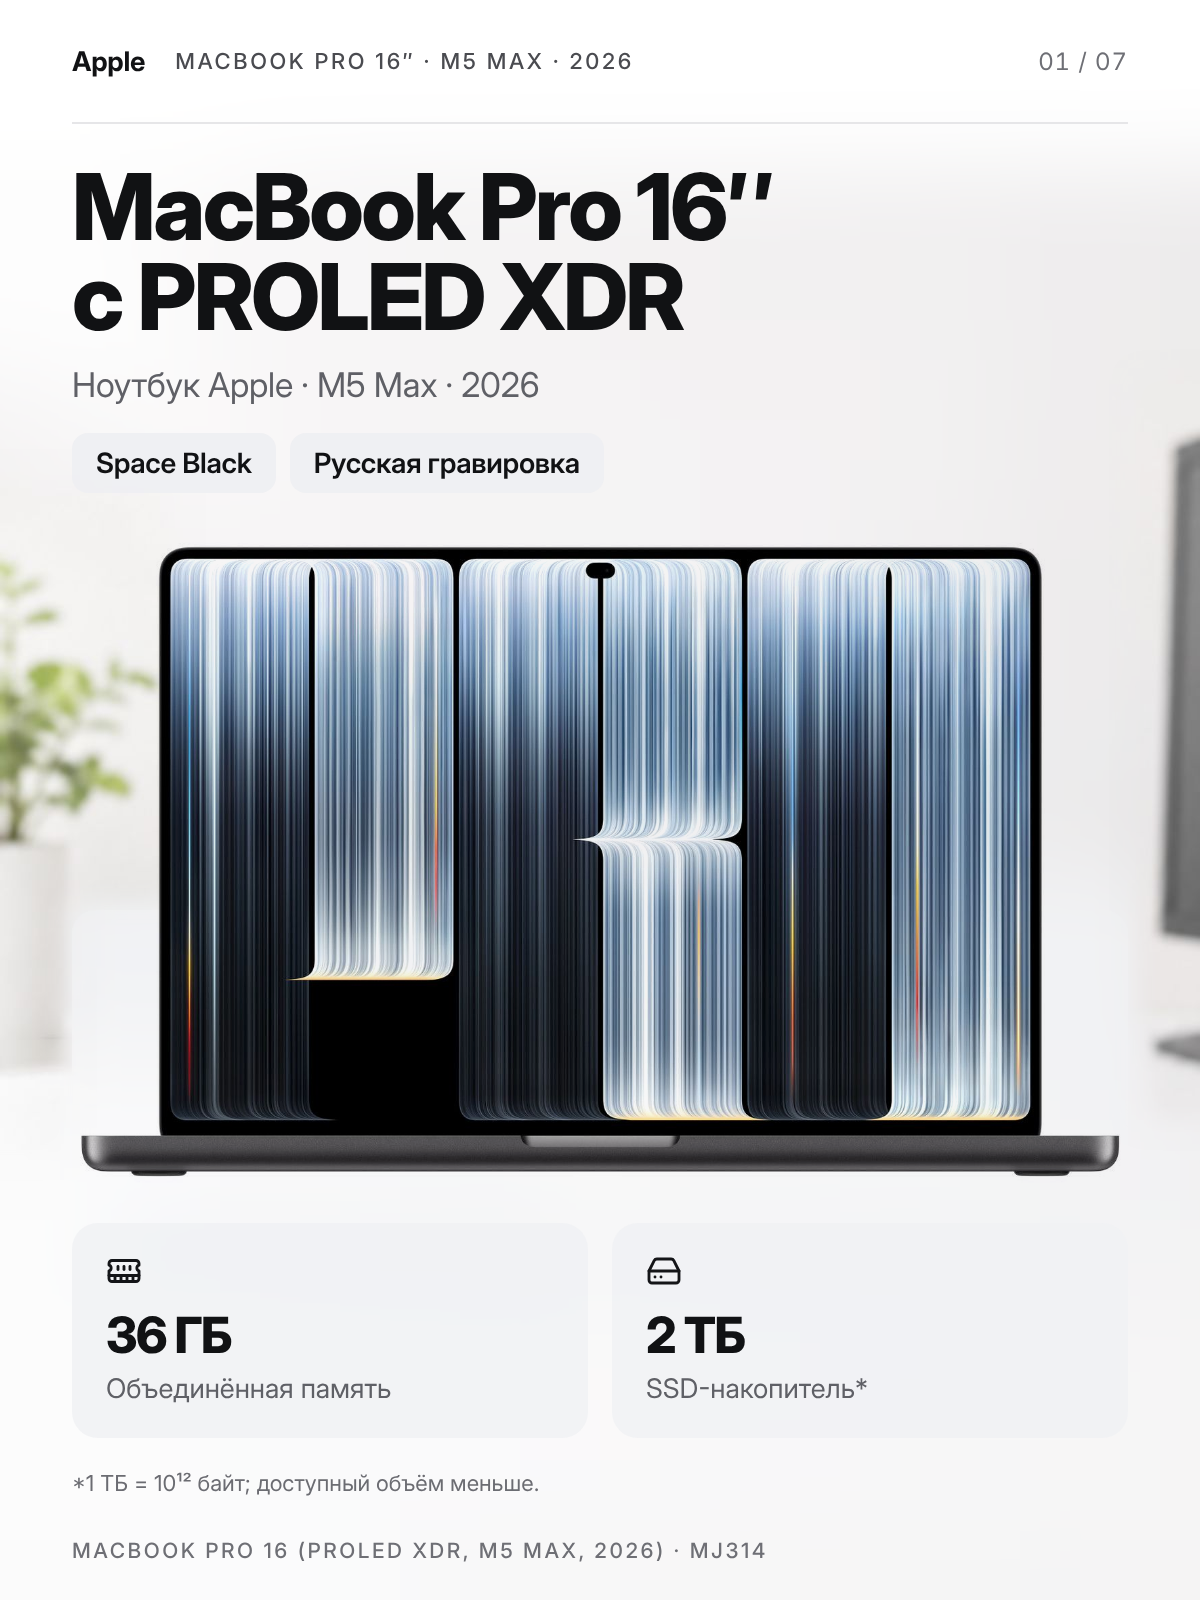 Apple MACBOOK PRO 16″ · M5 MAX · 2026 01 / 07
MacBook Pro 16″
с PROLED XDR
Ноутбук Apple · M5 Max · 2026
Space Black Русская гравировка
36 ГБ 2 ТБ
Объединённая память SSD-накопитель*
*1 ТБ = 10¹² байт; доступный объём меньше.
MACBOOK PRO 16 (PROLED XDR, M5 MAX, 2026) · MJ314